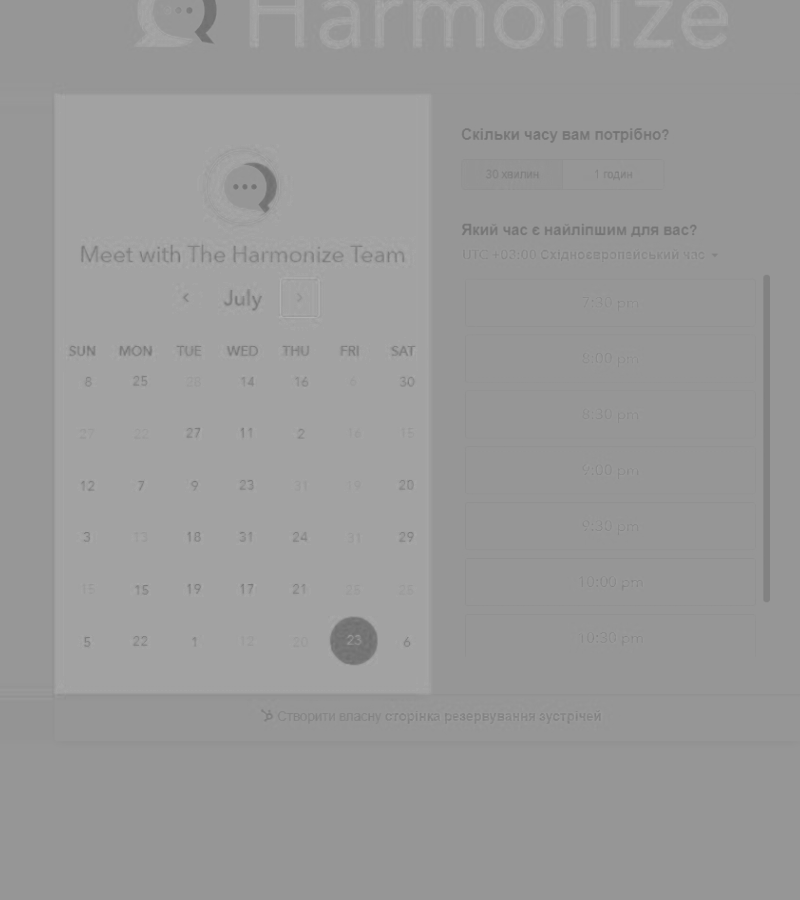 Harmonize
Meet with The Harmonize Team
July
SUN MON TUE WED THU FRI SAT
8 25 28 14 16 6 30
27 22 27 11 2 16 15
12 7 9 23 31 19 20
3 13 18 31 24 31 29
15 15 19 17 21 25 25
5 22 1 12 20 23 6
Скільки часу вам потрібно?
30 хвилин 1 годин
Який час є найліпшим для вас?
UTC +02:00 Східноєвропейський час
7:30 pm
8:00 pm
8:30 pm
9:00 pm
9:30 pm
10:00 pm
10:30 pm
Створити власну сторінка резервування зустрічей